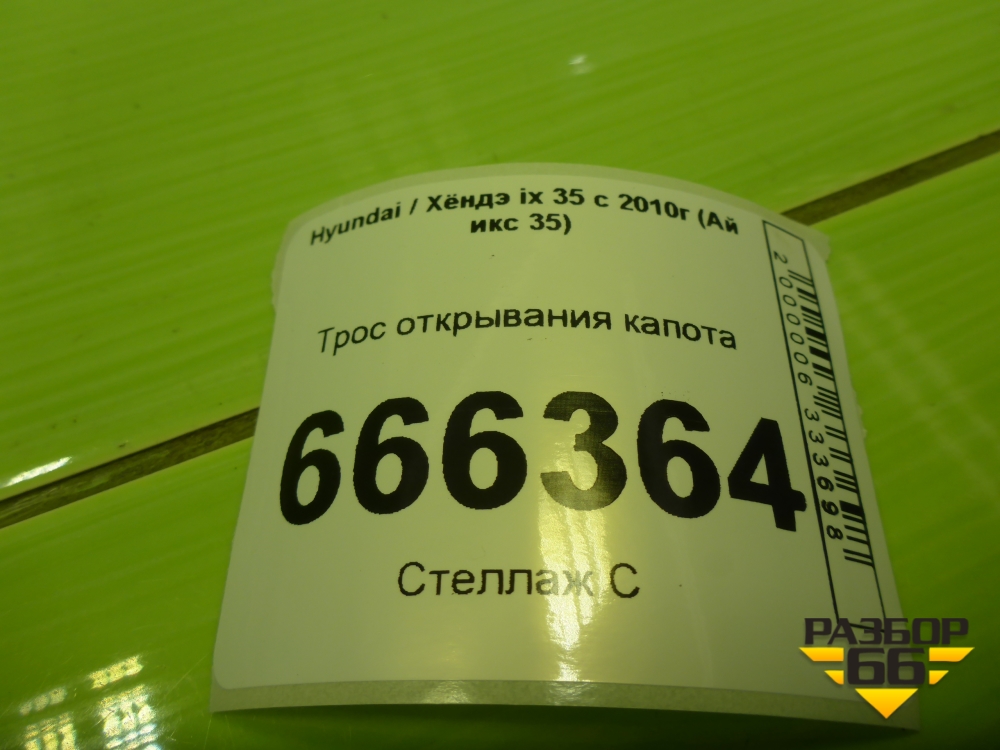 Hyundai / Хёндэ ix 35 с 2010г (Ай
икс 35)
Трос открывания капота
666364
Стеллаж С
2000006333698
РАЗБОР
66